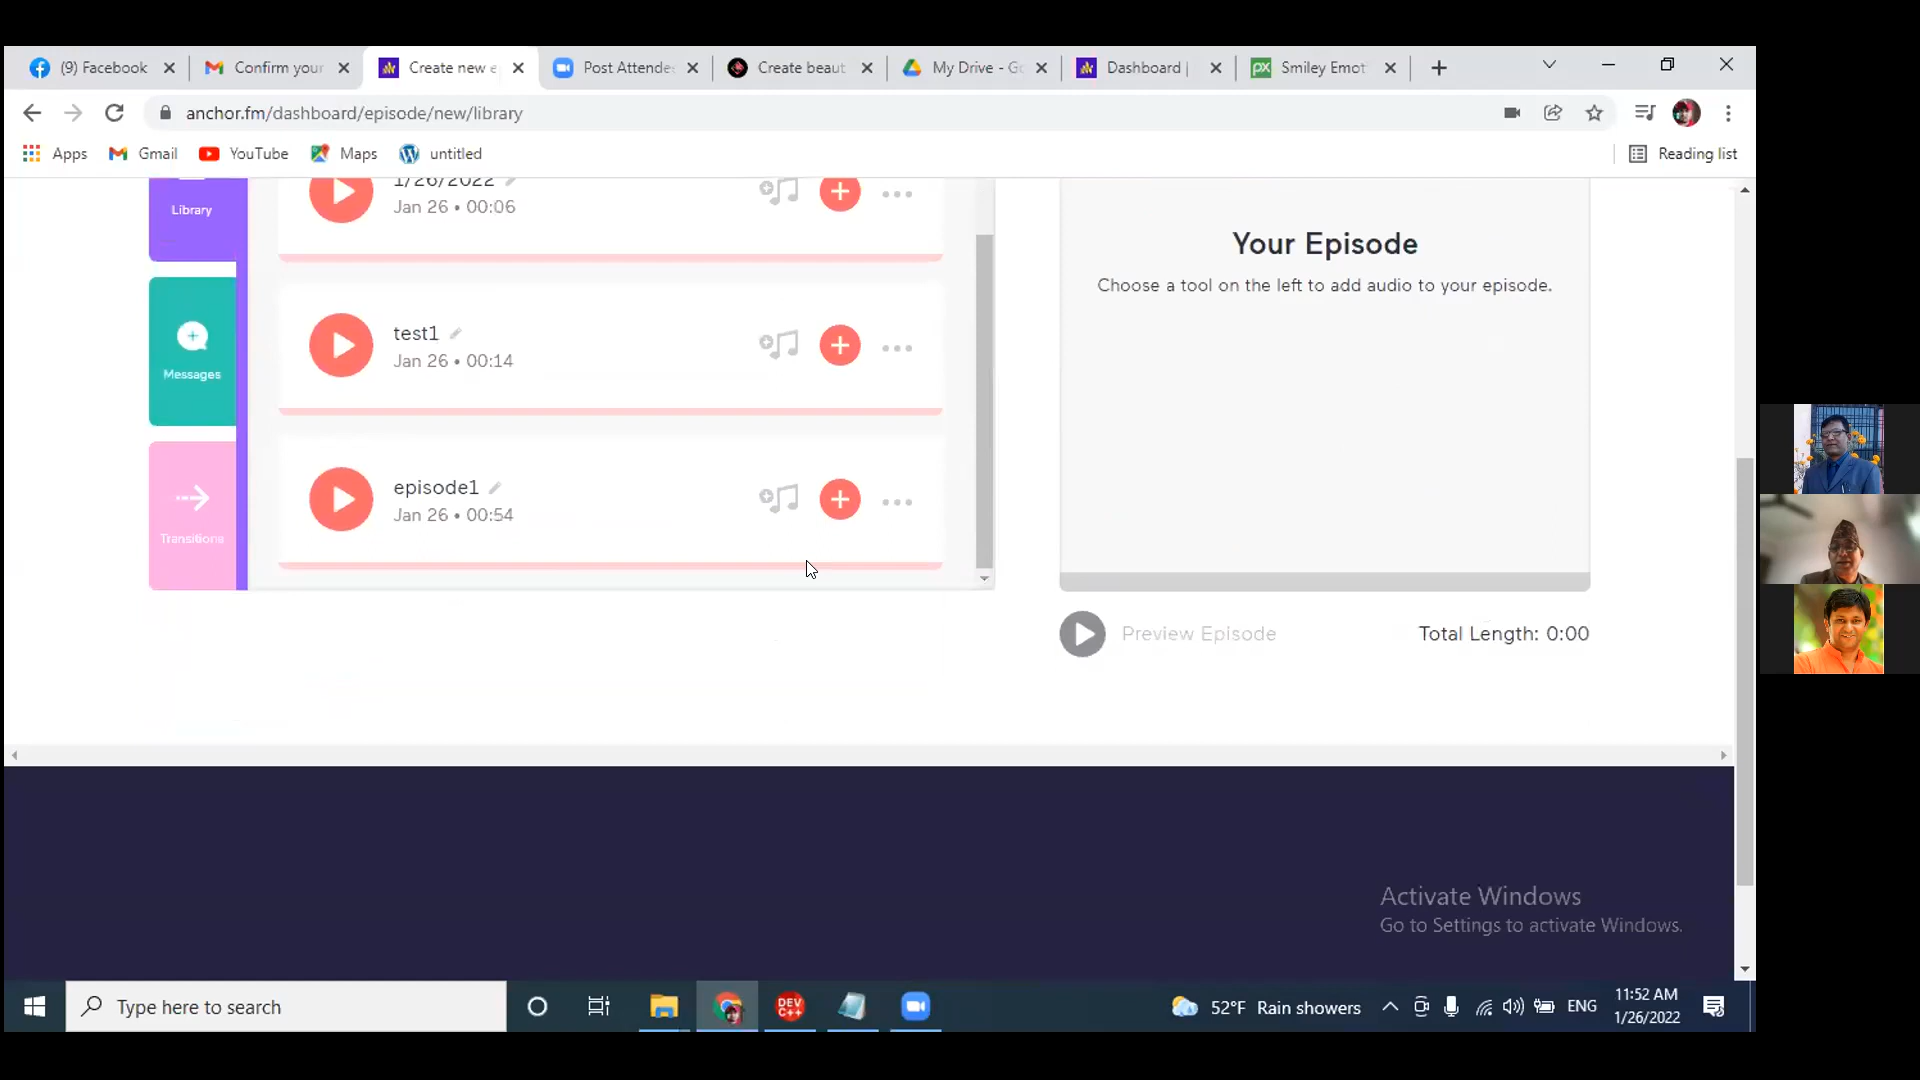 (9) Facebook
Confirm your
Create new e
Post Attende
Create beaut
My Drive - Go
Dashboard |
Smiley Emot
anchor.fm/dashboard/episode/new/library
Apps
Gmail
YouTube
Maps
untitled
Reading list
Library
1/26/2022
Jan 26 • 00:06
Messages
test1
Jan 26 • 00:14
Transitions
episode1
Jan 26 • 00:54
Your Episode
Choose a tool on the left to add audio to your episode.
Preview Episode
Total Length: 0:00
Activate Windows
Go to Settings to activate Windows.
Type here to search
DEV
C++
52°F Rain showers
ENG
11:52 AM
1/26/2022